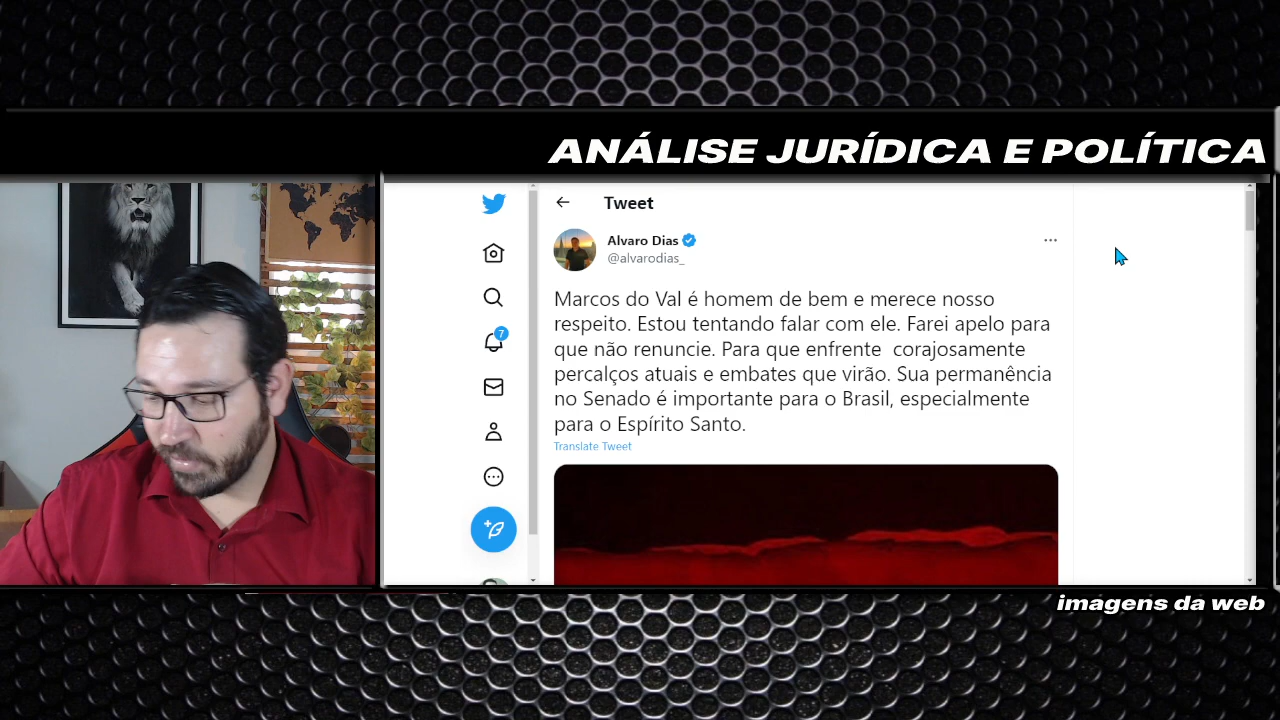 ANÁLISE JURÍDICA E POLÍTICA
Tweet
Alvaro Dias
@alvarodias_
7
Marcos do Val é homem de bem e merece nosso
respeito. Estou tentando falar com ele. Farei apelo para
que não renuncie. Para que enfrente  corajosamente
percalços atuais e embates que virão. Sua permanência
no Senado é importante para o Brasil, especialmente
para o Espírito Santo.
Translate Tweet
imagens da web